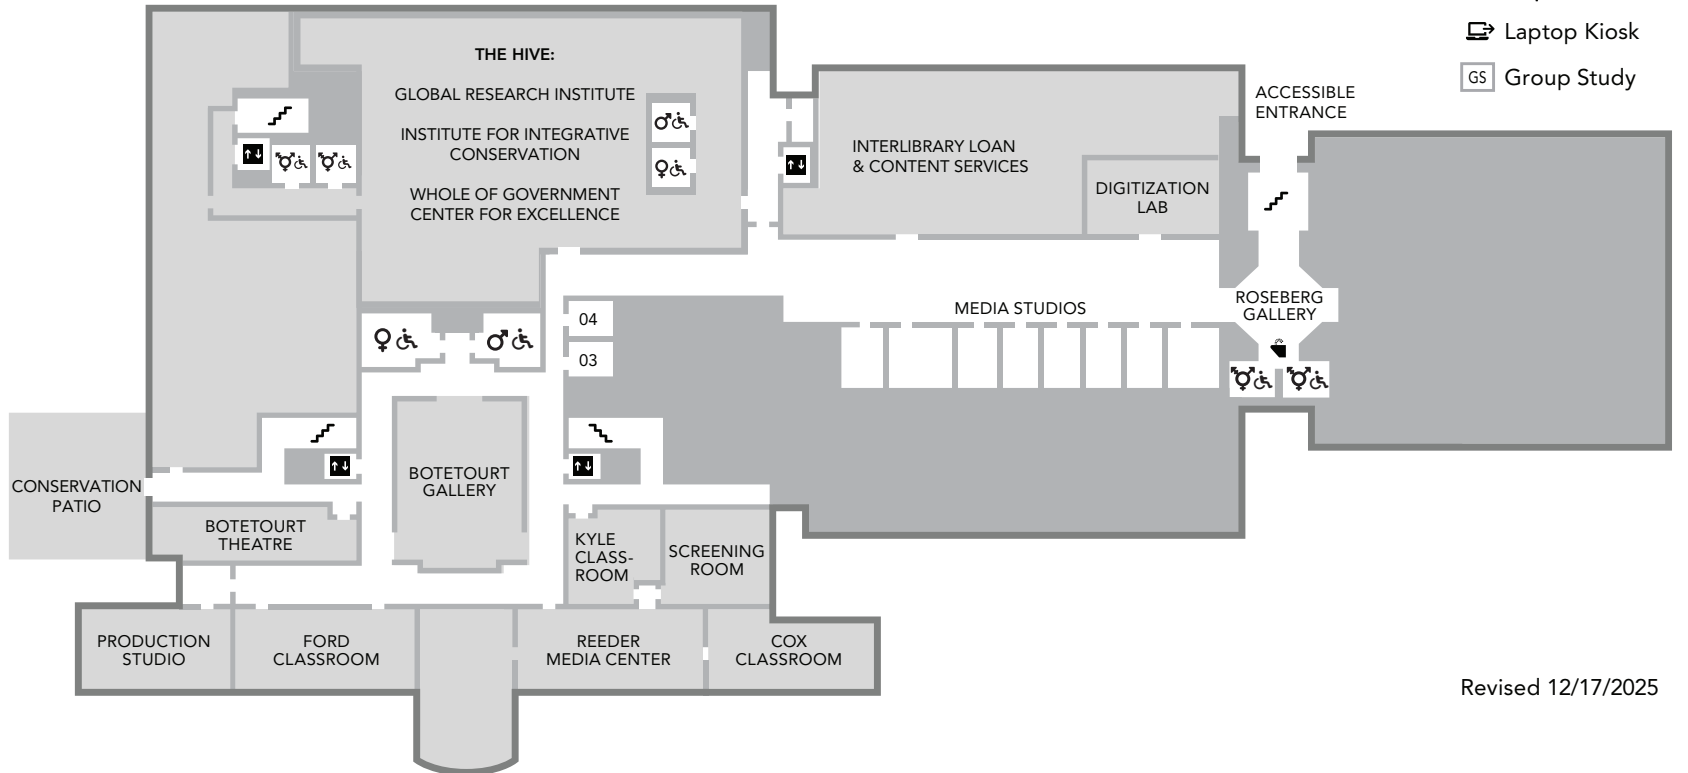 Laptop Kiosk
GS Group Study
ACCESSIBLE
ENTRANCE
THE HIVE:
GLOBAL RESEARCH INSTITUTE
INSTITUTE FOR INTEGRATIVE
CONSERVATION
WHOLE OF GOVERNMENT
CENTER FOR EXCELLENCE
INTERLIBRARY LOAN
& CONTENT SERVICES
DIGITIZATION
LAB
ROSEBERG
GALLERY
MEDIA STUDIOS
04
03
CONSERVATION
PATIO
BOTETOURT
GALLERY
BOTETOURT
THEATRE
KYLE
CLASS-
ROOM
SCREENING
ROOM
PRODUCTION
STUDIO
FORD
CLASSROOM
REEDER
MEDIA CENTER
COX
CLASSROOM
Revised 12/17/2025